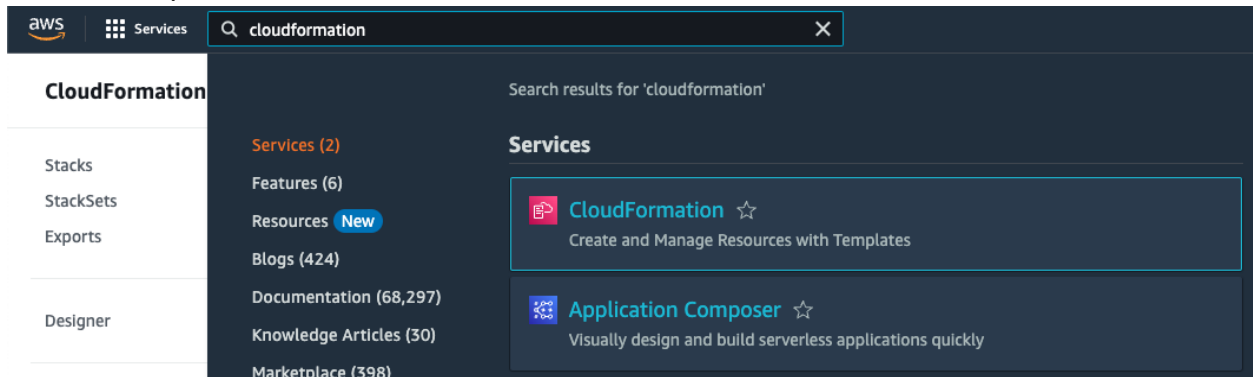 aws
Services
cloudformation
CloudFormation
Stacks
StackSets
Exports
Designer
Search results for 'cloudformation'
Services (2)
Features (6)
Resources New
Blogs (424)
Documentation (68,297)
Knowledge Articles (30)
Marketplace (398)
Services
CloudFormation
Create and Manage Resources with Templates
Application Composer
Visually design and build serverless applications quickly